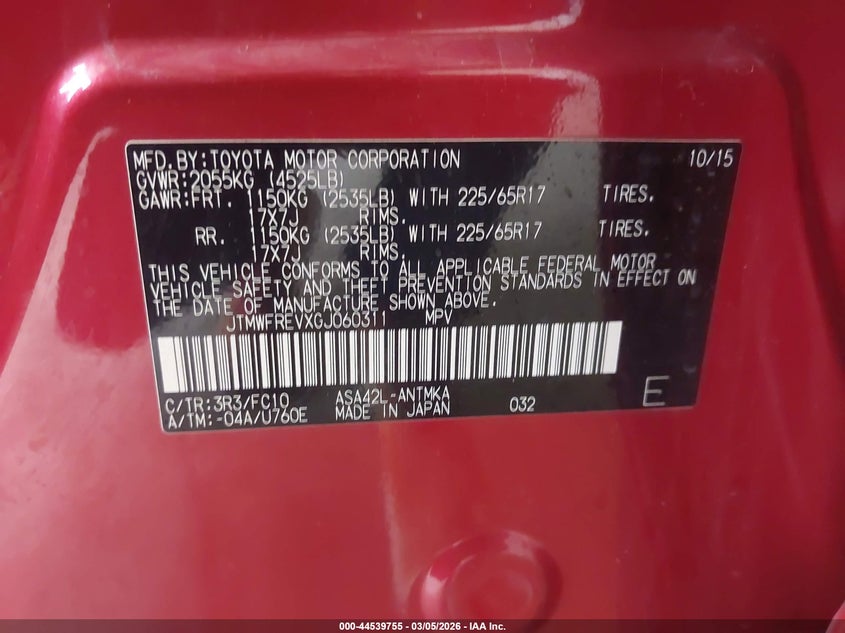 MFD.BY:TOYOTA MOTOR CORPORATION 10/15
GVWR:2055KG (4525LB)
GAWR:FRT. 1150KG (2535LB) WITH 225/65R17 TIRES.
17X7J RIMS.
RR. 1150KG (2535LB) WITH 225/65R17 TIRES.
17X7J RIMS.
THIS VEHICLE CONFORMS TO ALL APPLICABLE FEDERAL MOTOR
VEHICLE SAFETY AND THEFT PREVENTION STANDARDS IN EFFECT ON
THE DATE OF MANUFACTURE SHOWN ABOVE.
JTMWFREVXGJ060311 MPV
C/TR:3R3/FC10 ASA42L-ANTMKA
A/TM:-04A/U760E MADE IN JAPAN 032 E
000-44539755 - 03/05/2026 - IAA Inc.